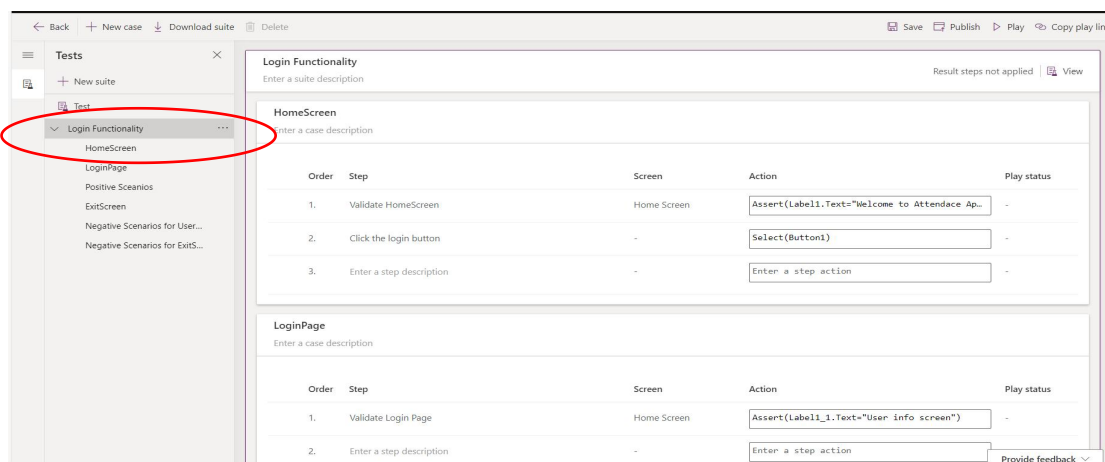 Back New case Download suite Delete Save Publish Play Copy play lin
Tests
New suite
Test
Login Functionality ...
HomeScreen
LoginPage
Positive Sceanios
ExitScreen
Negative Scenarios for User...
Negative Scenarios for ExitS...
Login Functionality
Enter a suite description
Result steps not applied View
HomeScreen
Enter a case description
Order Step Screen Action Play status
1. Validate HomeScreen Home Screen Assert(Label1.Text="Welcome to Attendace Ap… -
2. Click the login button - Select(Button1) -
3. Enter a step description - Enter a step action -
LoginPage
Enter a case description
Order Step Screen Action Play status
1. Validate Login Page Home Screen Assert(Label1_1.Text="User info screen") -
2. Enter a step description - Enter a step action
Provide feedback